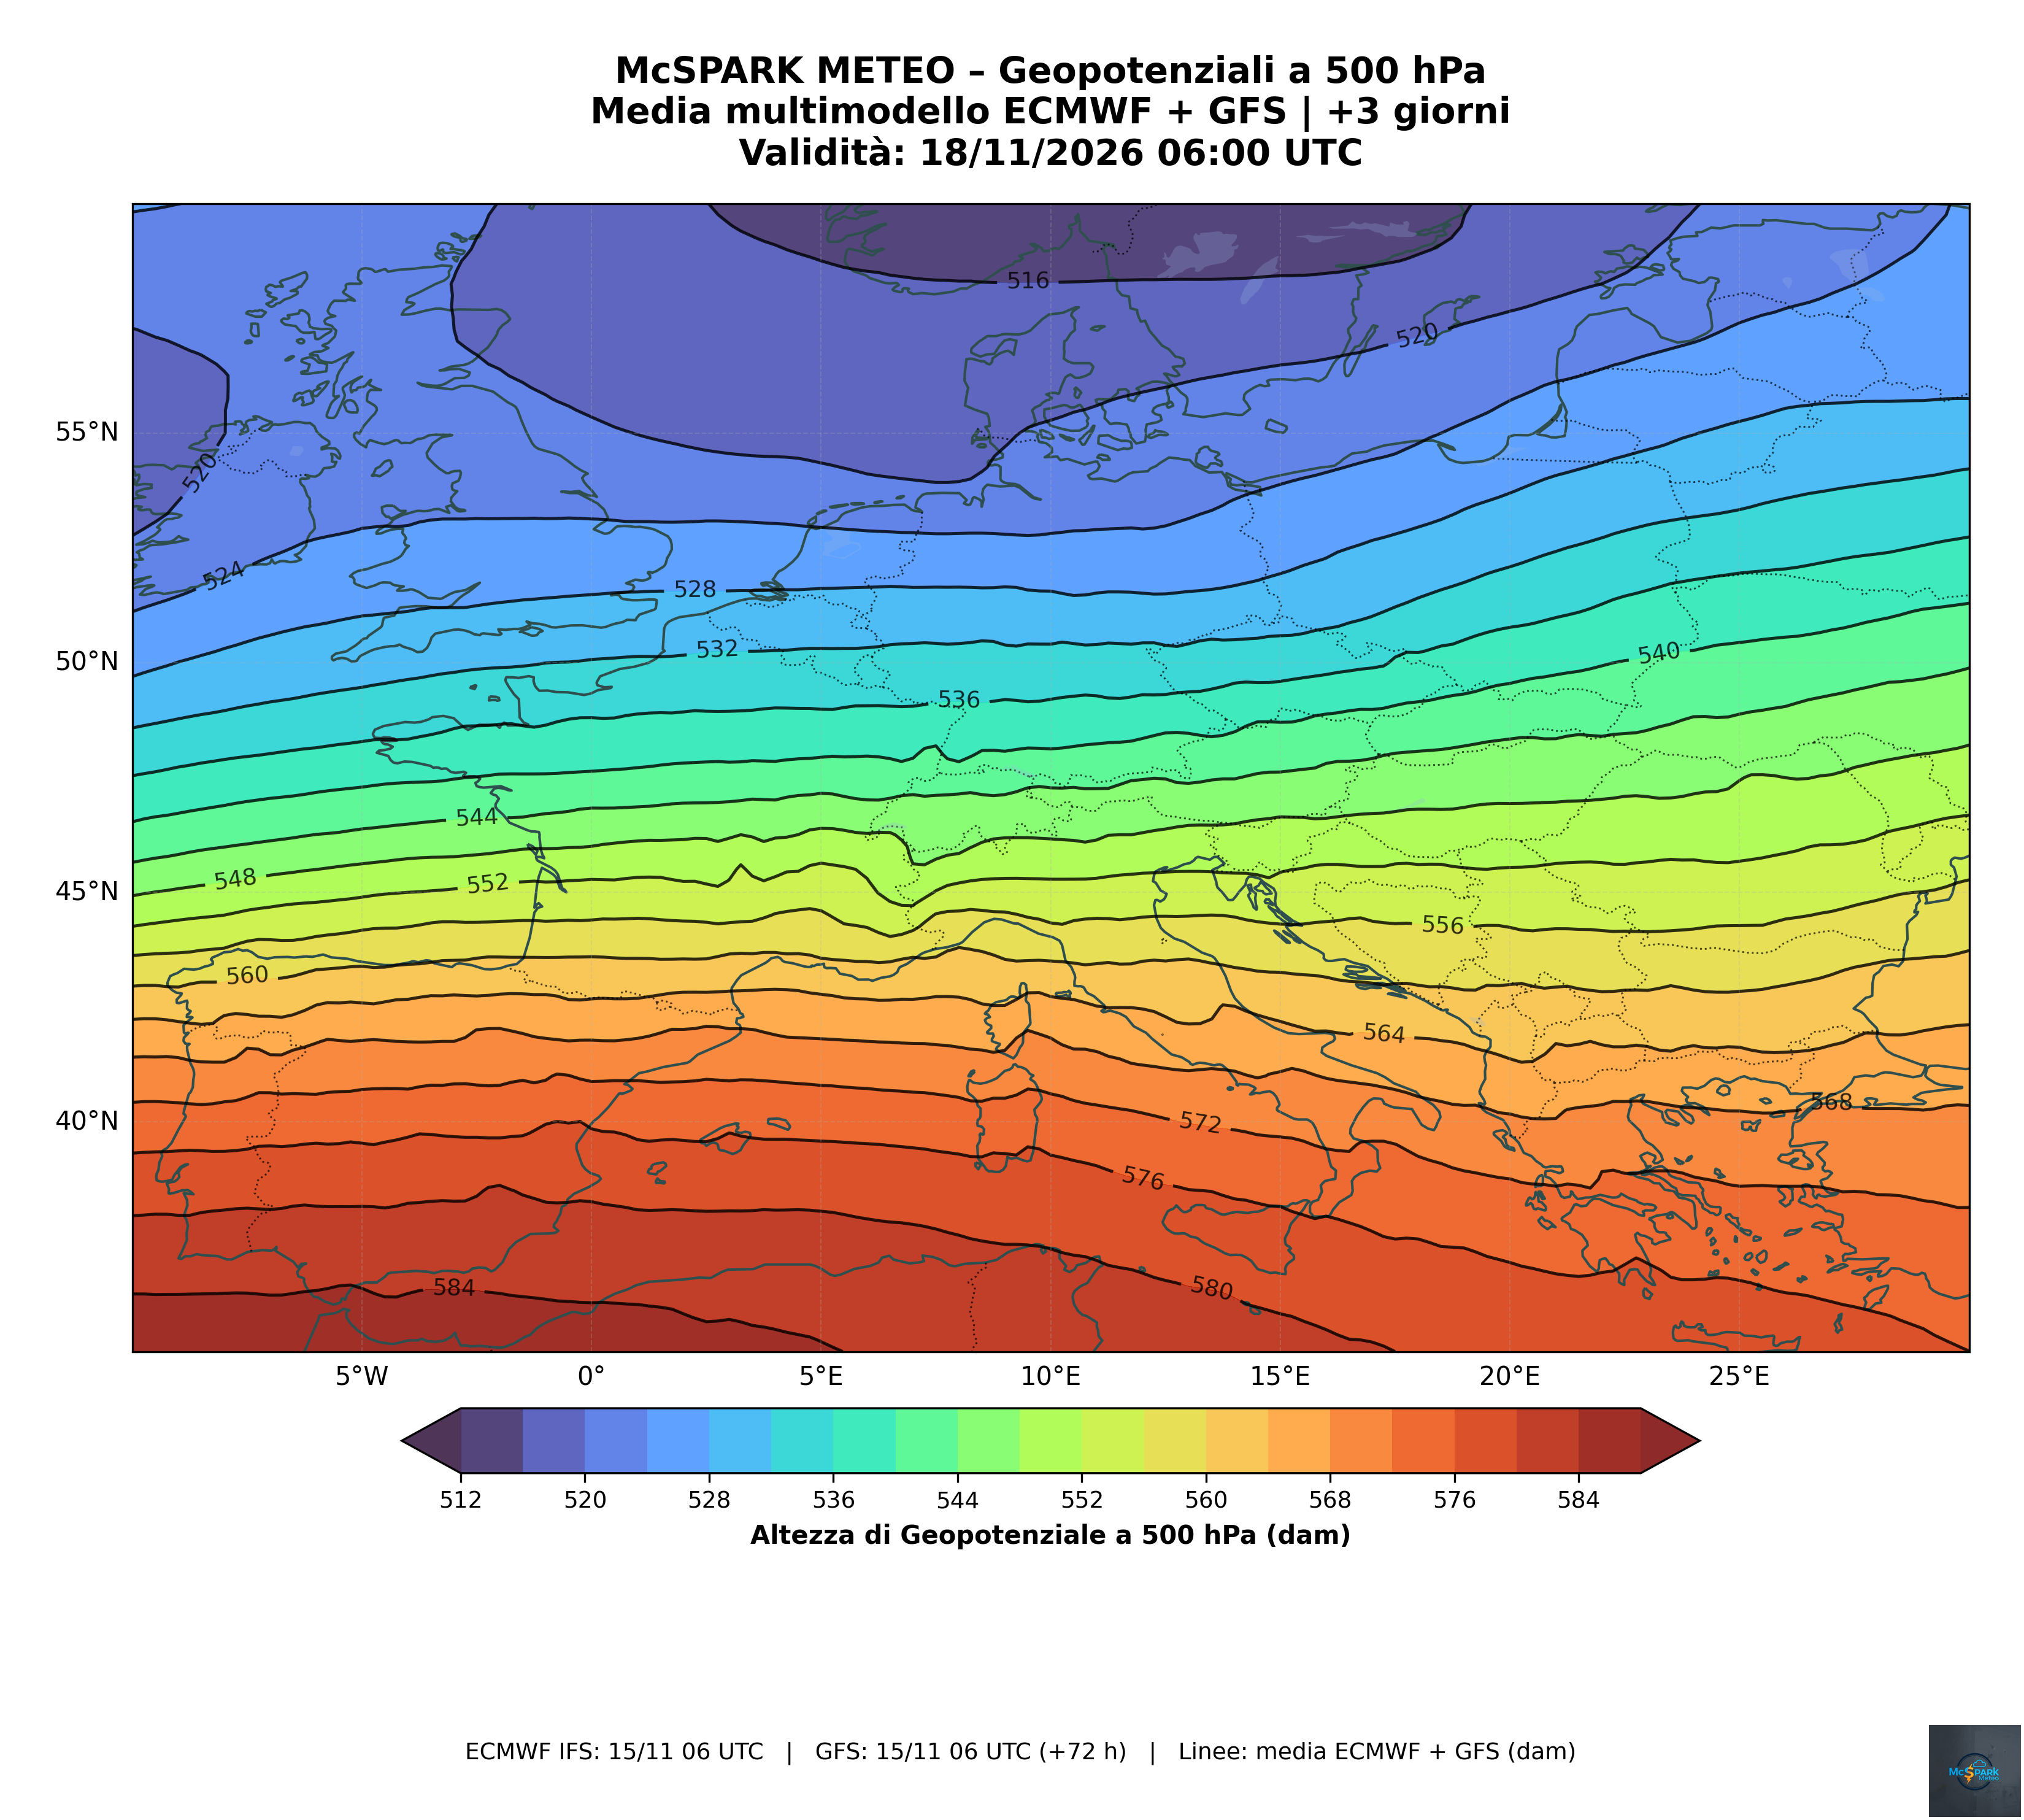 McSPARK METEO – Geopotenziali a 500 hPa
Media multimodello ECMWF + GFS | +3 giorni
Validità: 18/11/2026 06:00 UTC
516
520
55°N
520
524
528
532
540
50°N
536
544
548
552
45°N
556
560
564
568
40°N
572
576
580
584
5°W 0° 5°E 10°E 15°E 20°E 25°E
512 520 528 536 544 552 560 568 576 584
Altezza di Geopotenziale a 500 hPa (dam)
ECMWF IFS: 15/11 06 UTC | GFS: 15/11 06 UTC (+72 h) | Linee: media ECMWF + GFS (dam)
McSPARK
Meteo